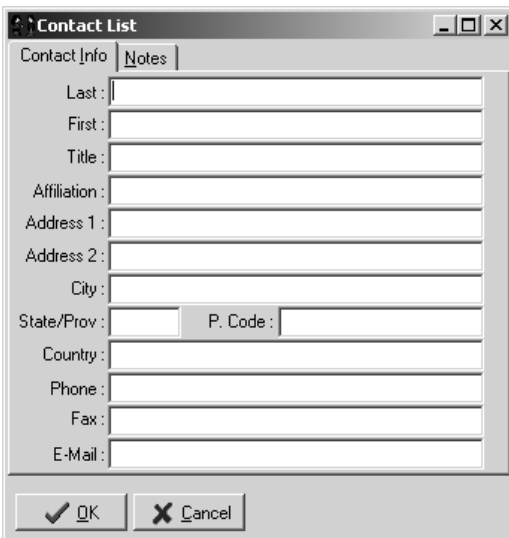 Contact List
Contact Info Notes
Last :
First :
Title :
Affiliation :
Address 1 :
Address 2 :
City :
State/Prov : P. Code :
Country :
Phone :
Fax :
E-Mail :
OK Cancel